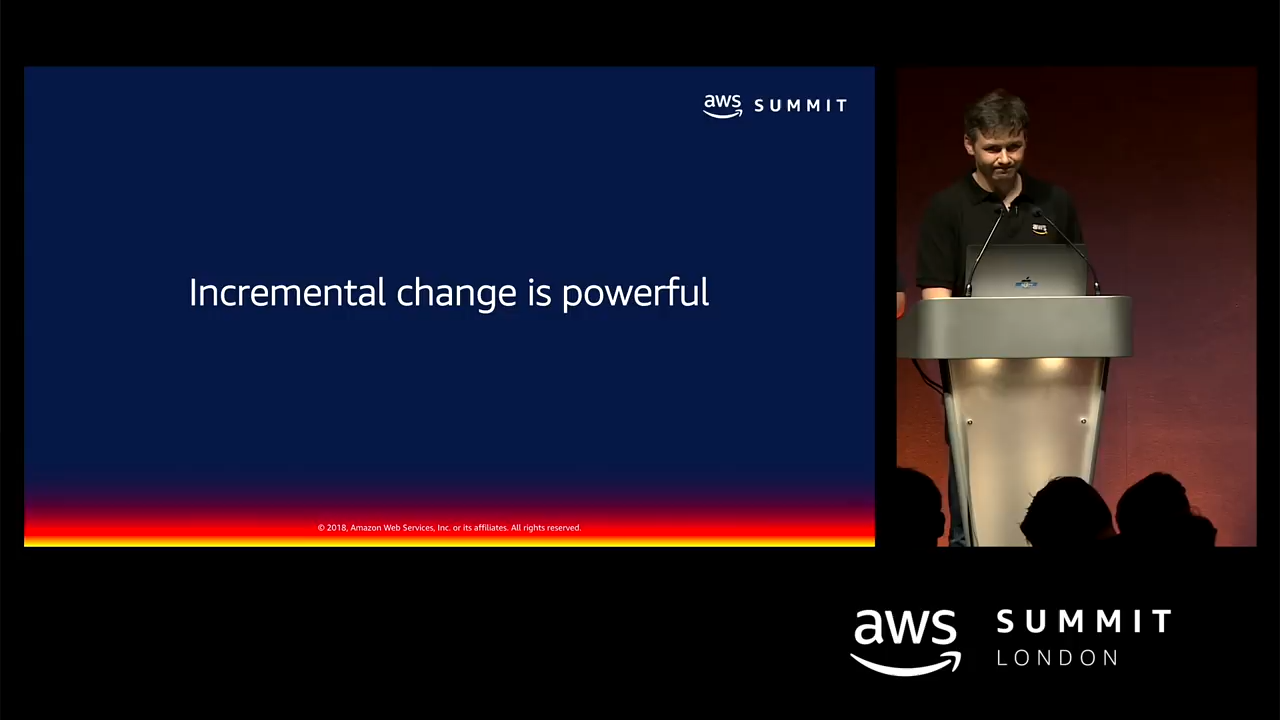 aws SUMMIT
Incremental change is powerful
© 2018, Amazon Web Services, Inc. or its affiliates. All rights reserved.
aws
aws SUMMIT
LONDON